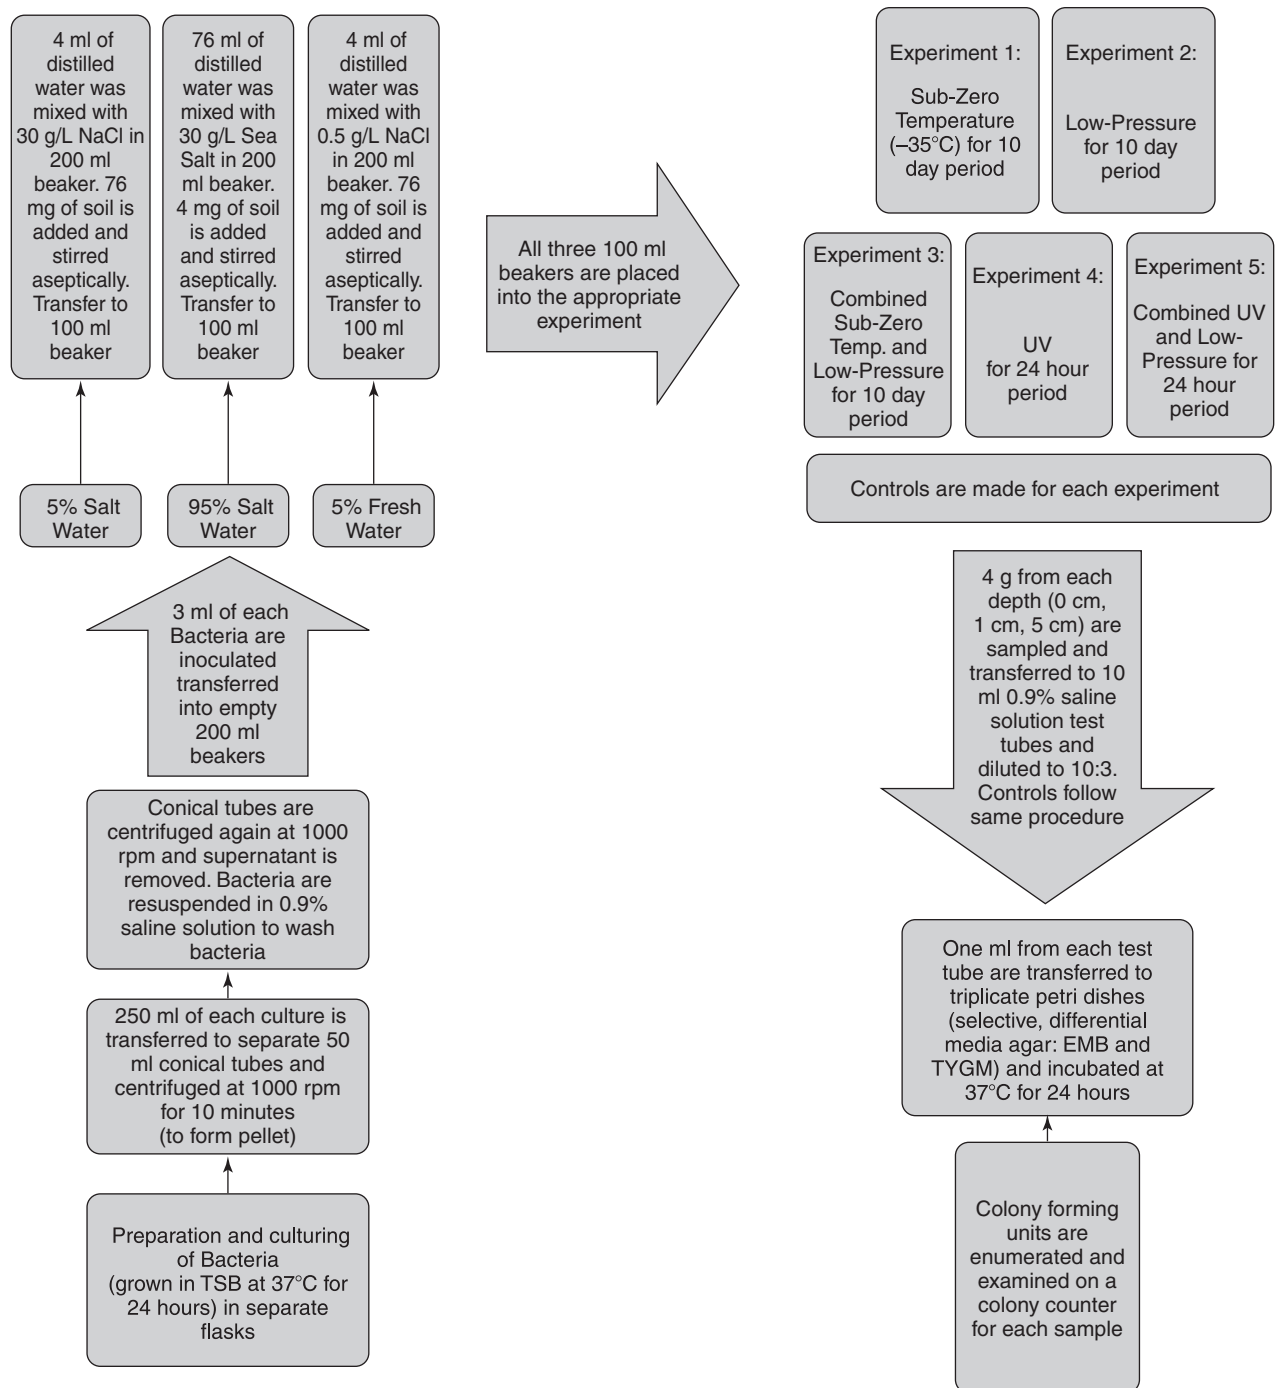 4 ml of
distilled
water was
mixed with
30 g/L NaCl in
200 ml
beaker. 76
mg of soil is
added and
stirred
aseptically.
Transfer to
100 ml
beaker
76 ml of
distilled
water was
mixed with
30 g/L Sea
Salt in 200
ml beaker.
4 mg of soil
is added
and stirred
aseptically.
Transfer to
100 ml
beaker
4 ml of
distilled
water was
mixed with
0.5 g/L NaCl
in 200 ml
beaker. 76
mg of soil is
added and
stirred
aseptically.
Transfer to
100 ml
beaker
5% Salt
Water
95% Salt
Water
5% Fresh
Water
3 ml of each
Bacteria are
inoculated
transferred
into empty
200 ml
beakers
Conical tubes are
centrifuged again at 1000
rpm and supernatant is
removed. Bacteria are
resuspended in 0.9%
saline solution to wash
bacteria
250 ml of each culture is
transferred to separate 50
ml conical tubes and
centrifuged at 1000 rpm
for 10 minutes
(to form pellet)
Preparation and culturing
of Bacteria
(grown in TSB at 37°C for
24 hours) in separate
flasks
All three 100 ml
beakers are placed
into the appropriate
experiment
Experiment 1:
Sub-Zero
Temperature
(–35°C) for 10
day period
Experiment 2:
Low-Pressure
for 10 day
period
Experiment 3:
Combined
Sub-Zero
Temp. and
Low-Pressure
for 10 day
period
Experiment 4:
UV
for 24 hour
period
Experiment 5:
Combined UV
and Low-
Pressure for
24 hour
period
Controls are made for each experiment
4 g from each
depth (0 cm,
1 cm, 5 cm) are
sampled and
transferred to 10
ml 0.9% saline
solution test
tubes and
diluted to 10:3.
Controls follow
same procedure
One ml from each test
tube are transferred to
triplicate petri dishes
(selective, differential
media agar: EMB and
TYGM) and incubated at
37°C for 24 hours
Colony forming
units are
enumerated and
examined on a
colony counter
for each sample